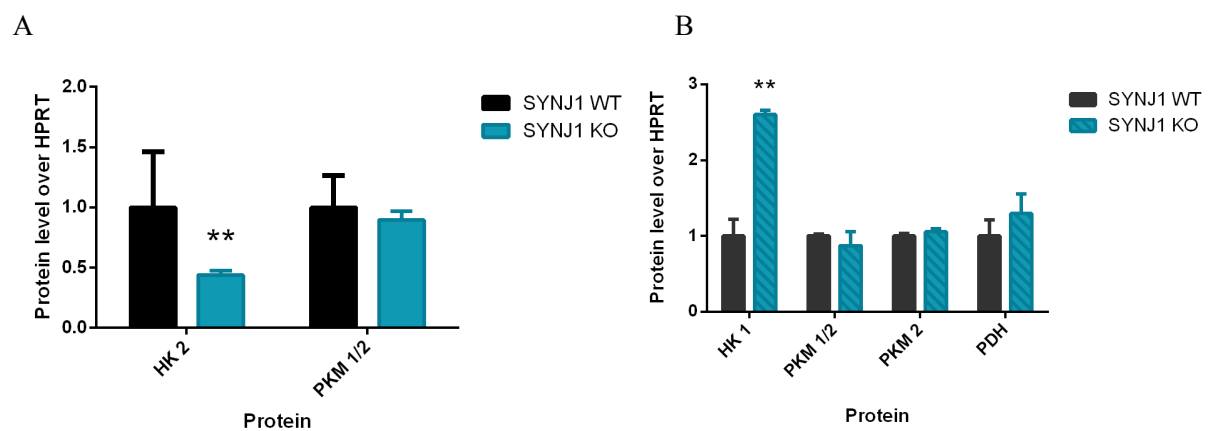 A
Protein level over HPRT
2.0
1.5
1.0
0.5
0.0
**
HK 2
PKM 1/2
Protein
SYNJ1 WT
SYNJ1 KO
B
Protein level over HPRT
3
2
1
0
**
HK 1
PKM 1/2
PKM 2
PDH
Protein
SYNJ1 WT
SYNJ1 KO